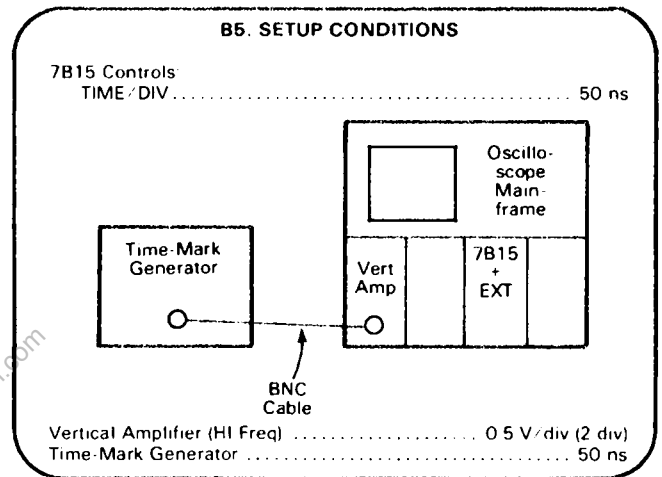 B5. SETUP CONDITIONS
7B15 Controls:
TIME/DIV . . . . . . . . . . . . . . . . . . . . . . . . . . . . . . . . . . . . 50 ns
Oscillo-
scope
Main-
frame
Time-Mark
Generator
Vert
Amp
7B15
+
EXT
BNC
Cable
Vertical Amplifier (HI Freq) . . . . . . . . . . . . . . . . . 0 5 V/div (2 div)
Time-Mark Generator . . . . . . . . . . . . . . . . . . . . . . . . . . . . 50 ns